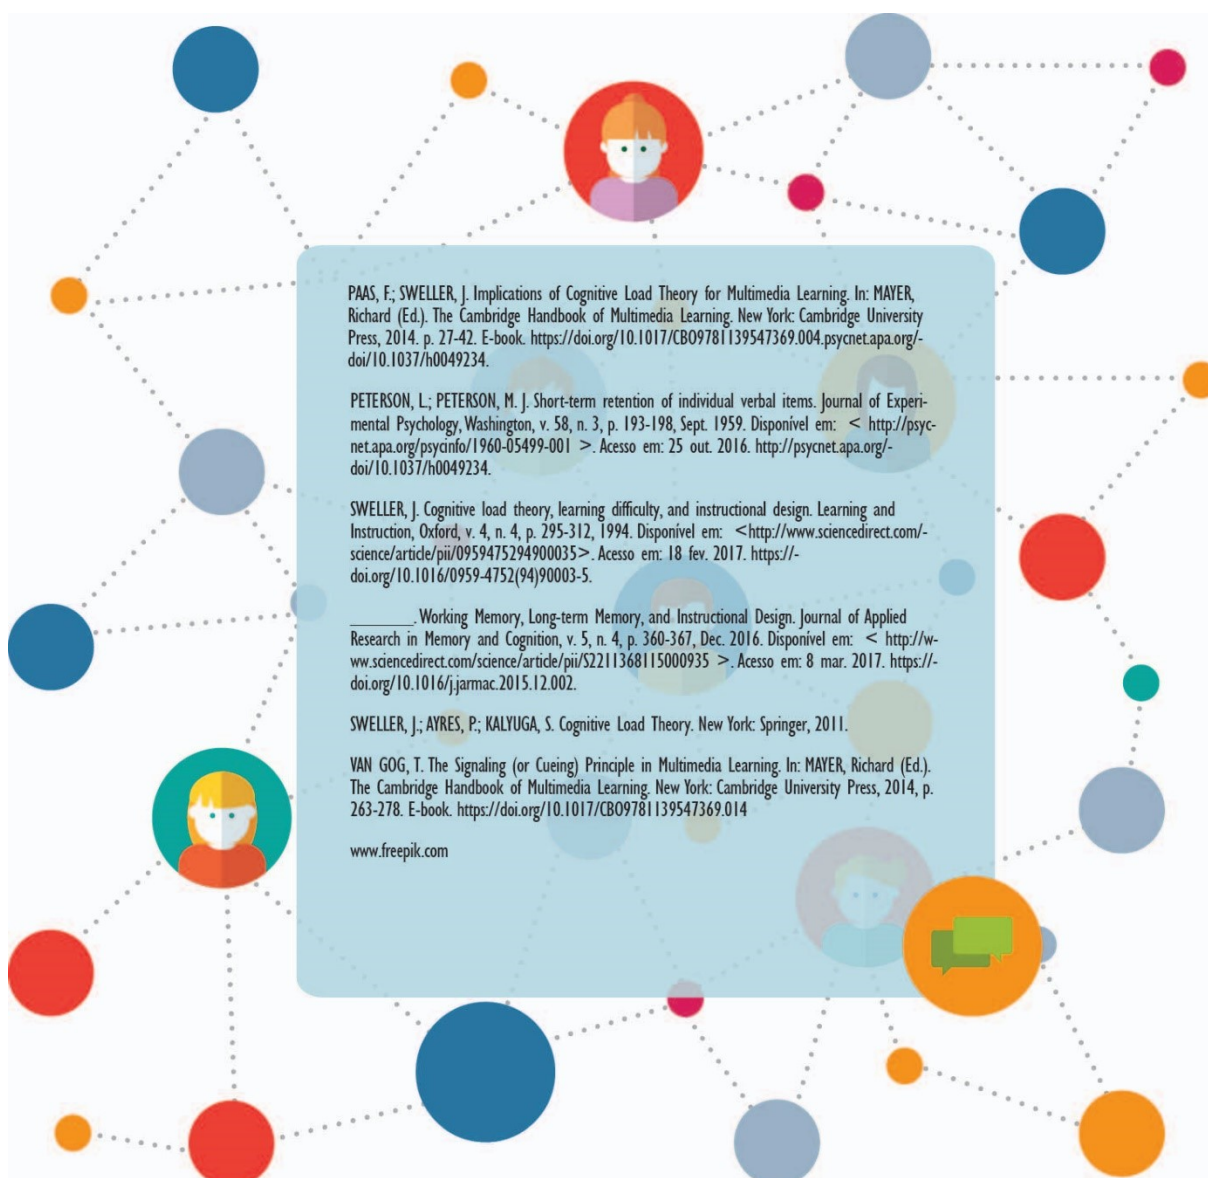 PAAS, F.; SWELLER, J. Implications of Cognitive Load Theory for Multimedia Learning. In: MAYER,
Richard (Ed.). The Cambridge Handbook of Multimedia Learning. New York: Cambridge University
Press, 2014. p. 27-42. E-book. https://doi.org/10.1017/CBO9781139547369.004.psycnet.apa.org/-
doi/10.1037/h0049234.
PETERSON, L.; PETERSON, M. J. Short-term retention of individual verbal items. Journal of Experi-
mental Psychology, Washington, v. 58, n. 3, p. 193-198, Sept. 1959. Disponível em: < http://psyc-
net.apa.org/psycinfo/1960-05499-001 >. Acesso em: 25 out. 2016. http://psycnet.apa.org/-
doi/10.1037/h0049234.
SWELLER, J. Cognitive load theory, learning difficulty, and instructional design. Learning and
Instruction, Oxford, v. 4, n. 4, p. 295-312, 1994. Disponível em: <http://www.sciencedirect.com/-
science/article/pii/0959475294900035>. Acesso em: 18 fev. 2017. https://-
doi.org/10.1016/0959-4752(94)90003-5.
_______. Working Memory, Long-term Memory, and Instructional Design. Journal of Applied
Research in Memory and Cognition, v. 5, n. 4, p. 360-367, Dec. 2016. Disponível em: < http://w-
ww.sciencedirect.com/science/article/pii/S2211368115000935 >. Acesso em: 8 mar. 2017. https://-
doi.org/10.1016/j.jarmac.2015.12.002.
SWELLER, J.; AYRES, P.; KALYUGA, S. Cognitive Load Theory. New York: Springer, 2011.
VAN GOG, T. The Signaling (or Cueing) Principle in Multimedia Learning. In: MAYER, Richard (Ed.).
The Cambridge Handbook of Multimedia Learning. New York: Cambridge University Press, 2014, p.
263-278. E-book. https://doi.org/10.1017/CBO9781139547369.014
www.freepik.com